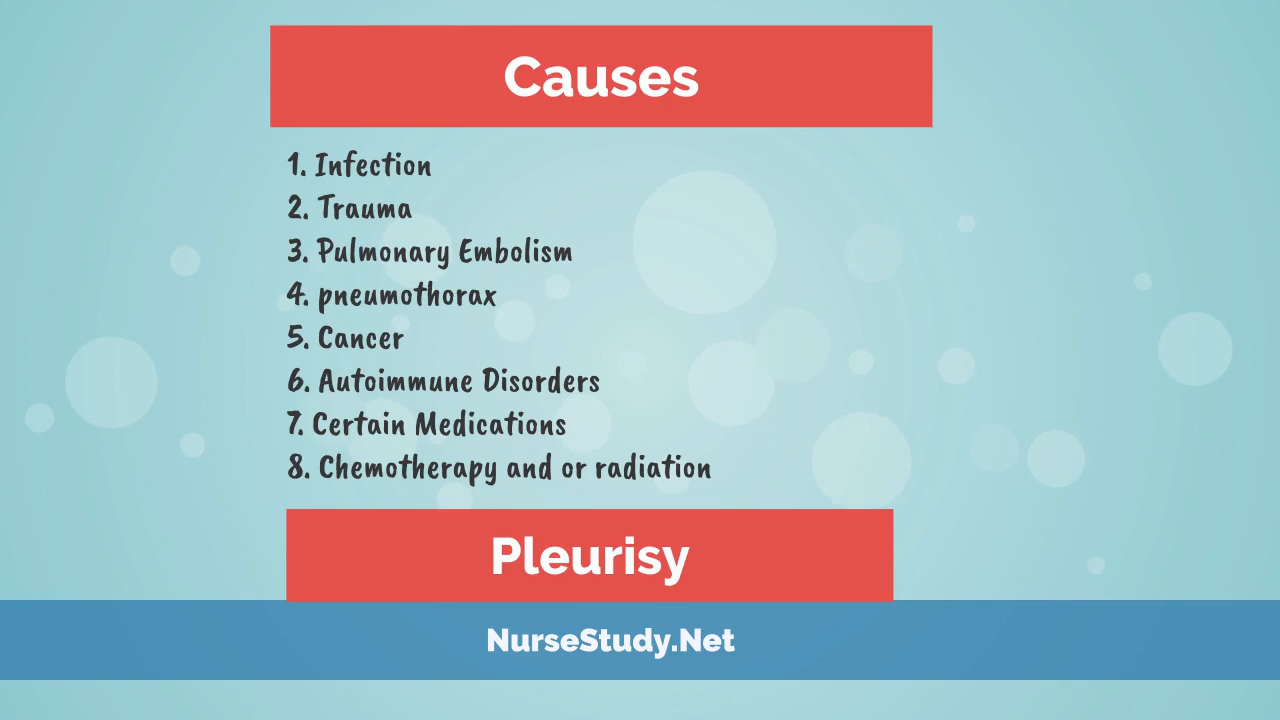 Causes
1. Infection
2. Trauma
3. Pulmonary Embolism
4. pneumothorax
5. Cancer
6. Autoimmune Disorders
7. Certain Medications
8. Chemotherapy and or radiation
Pleurisy
NurseStudy.Net